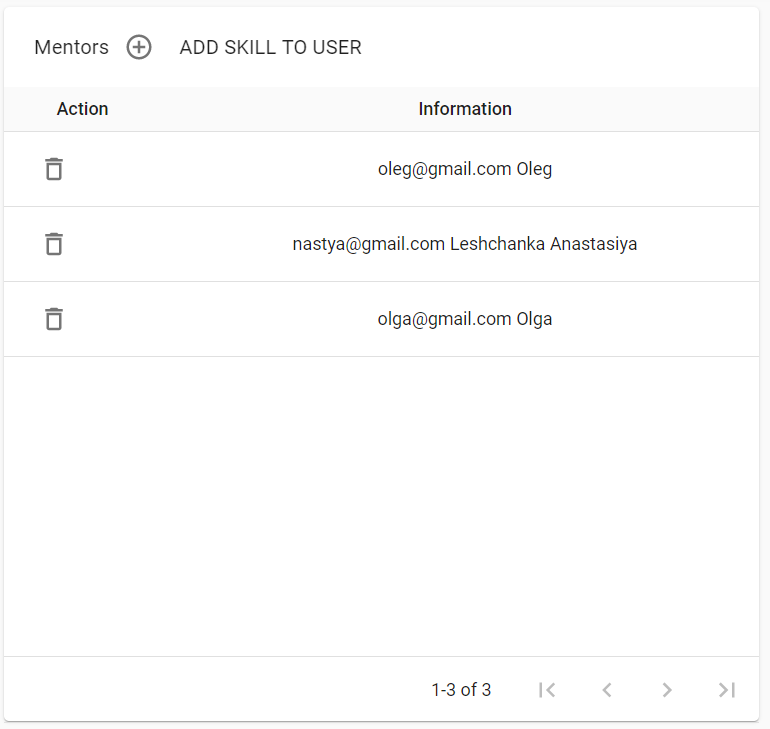 Mentors ADD SKILL TO USER
Action Information
oleg@gmail.com Oleg
nastya@gmail.com Leshchanka Anastasiya
olga@gmail.com Olga
1-3 of 3